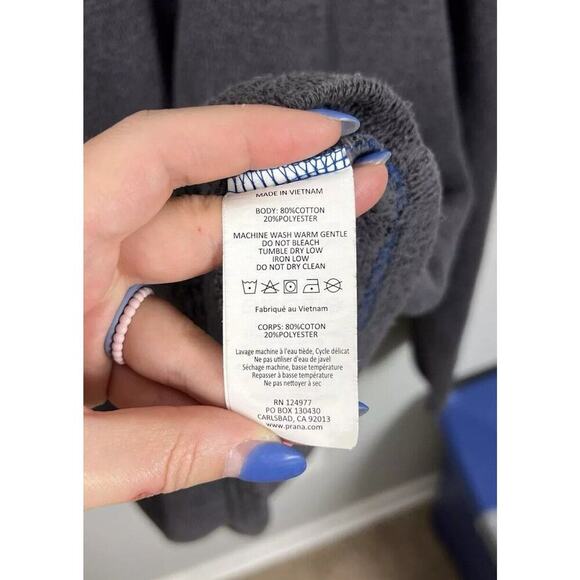 MADE IN VIETNAM
BODY: 80%COTTON
20%POLYESTER
MACHINE WASH WARM GENTLE
DO NOT BLEACH
TUMBLE DRY LOW
IRON LOW
DO NOT DRY CLEAN
Fabriqué au Vietnam
CORPS: 80%COTON
20%POLYESTER
Lavage machine à l'eau tiède, Cycle délicat
Ne pas utiliser d'eau de javel
Séchage machine, basse température
Repasser à basse température
Ne pas nettoyer à sec
RN 124977
PO BOX 130430
CARLSBAD, CA 92013
www.prana.com